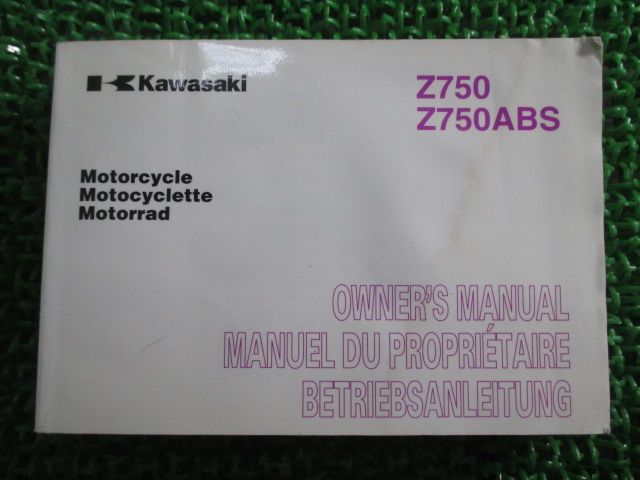 Kawasaki
Z750
Z750ABS
Motorcycle
Motocyclette
Motorrad
OWNER'S MANUAL
MANUEL DU PROPRIÉTAIRE
BETRIEBSANLEITUNG